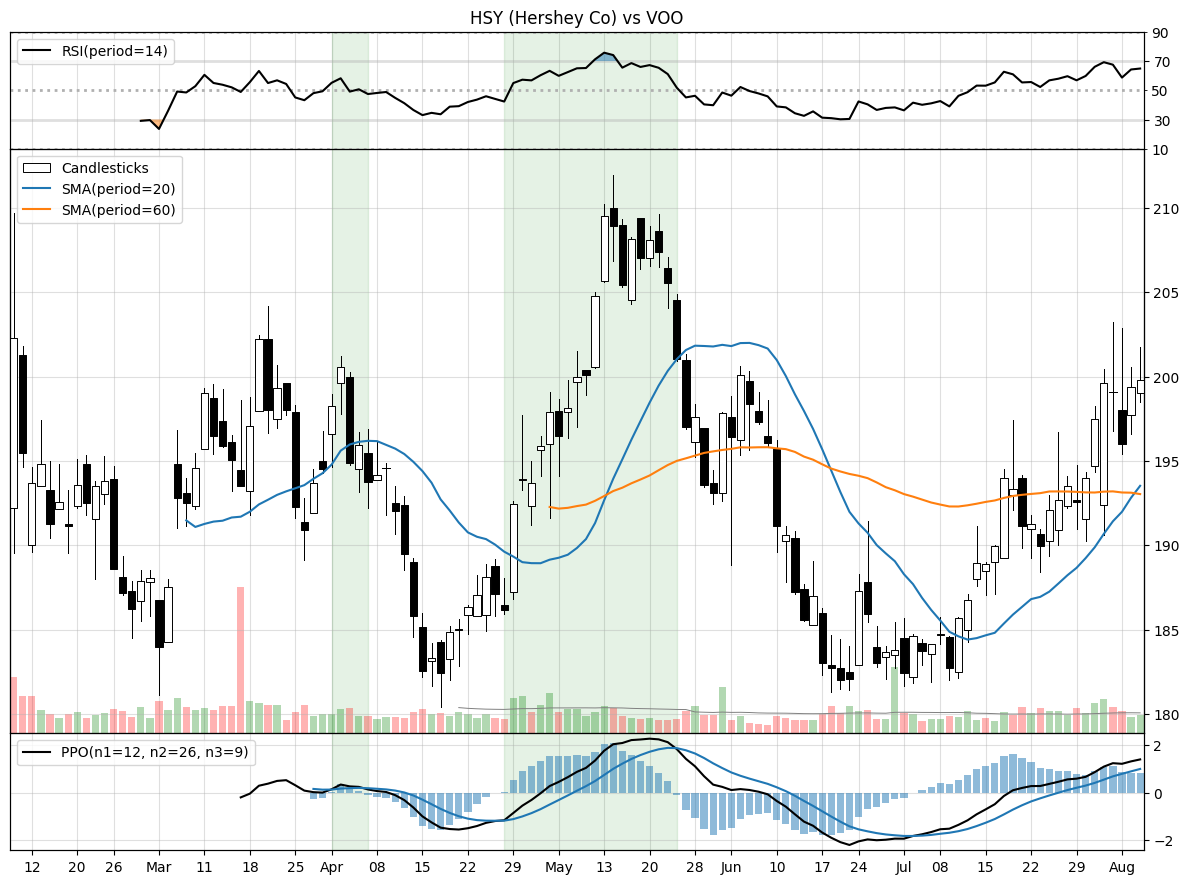 HSY (Hershey Co) vs VOO
RSI(period=14)
90
70
50
30
10
Candlesticks
SMA(period=20)
SMA(period=60)
210
205
200
195
190
185
180
PPO(n1=12, n2=26, n3=9)
2
0
−2
12 20 26 Mar 11 18 25 Apr 08 15 22 29 May 13 20 28 Jun 10 17 24 Jul 08 15 22 29 Aug